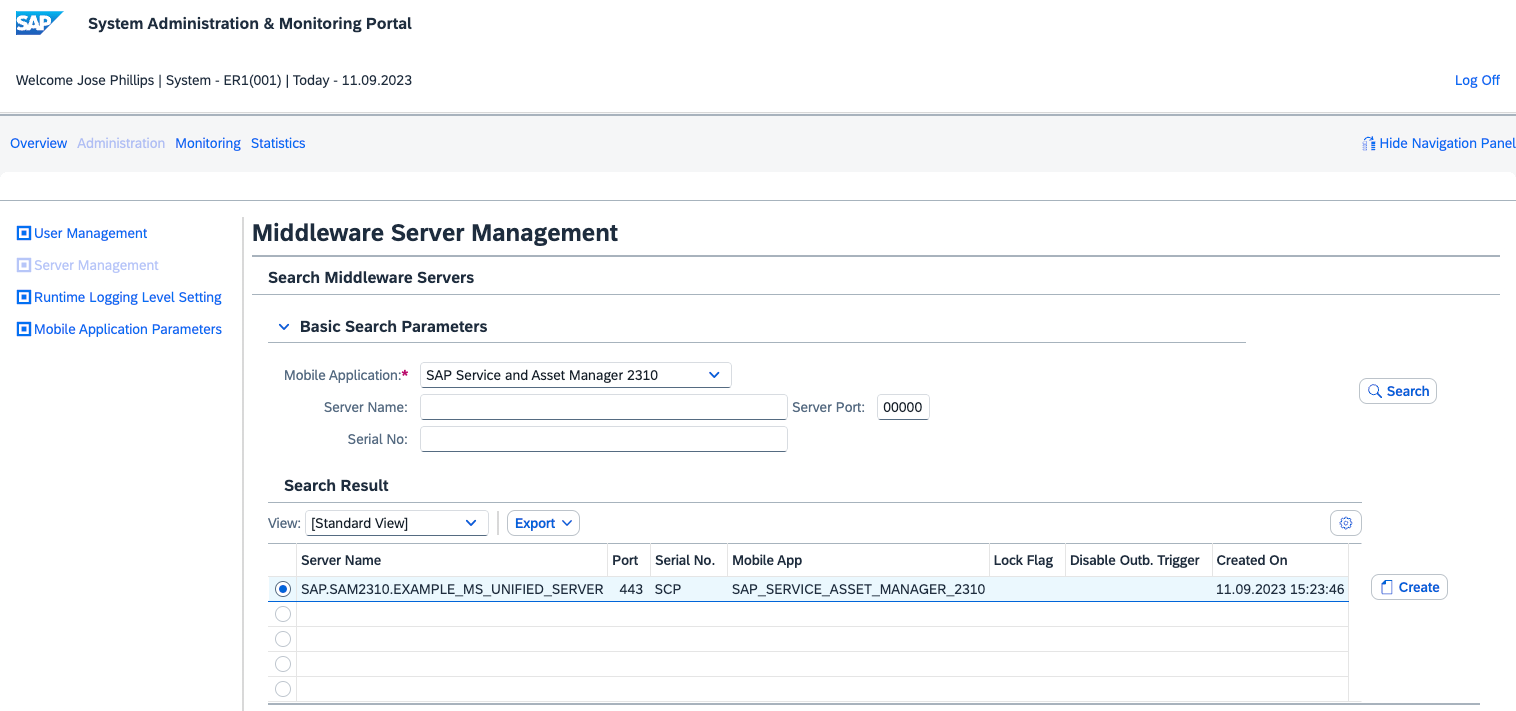 SAP System Administration & Monitoring Portal
Welcome Jose Phillips | System - ER1(001) | Today - 11.09.2023 Log Off
Overview Administration Monitoring Statistics Hide Navigation Panel
User Management
Server Management
Runtime Logging Level Setting
Mobile Application Parameters
Middleware Server Management
Search Middleware Servers
Basic Search Parameters
Mobile Application:* SAP Service and Asset Manager 2310
Server Name: Server Port: 00000
Serial No:
Search
Search Result
View: [Standard View] Export
Server Name Port Serial No. Mobile App Lock Flag Disable Outb. Trigger Created On
SAP.SAM2310.EXAMPLE_MS_UNIFIED_SERVER 443 SCP SAP_SERVICE_ASSET_MANAGER_2310 11.09.2023 15:23:46
Create